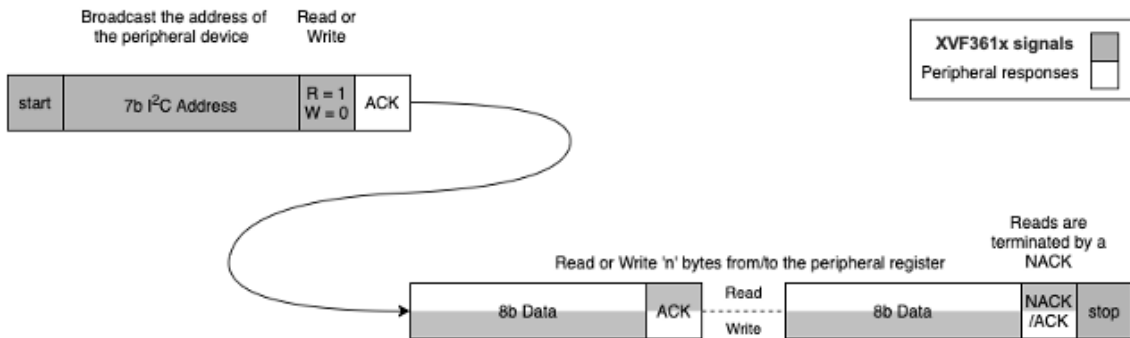 Broadcast the address of
the peripheral device
Read or
Write
XVF361x signals
Peripheral responses
start
7b I²C Address
R = 1
W = 0
ACK
Reads are
terminated by a
NACK
Read or Write 'n' bytes from/to the peripheral register
8b Data
ACK
Read
Write
8b Data
NACK
/ACK
stop